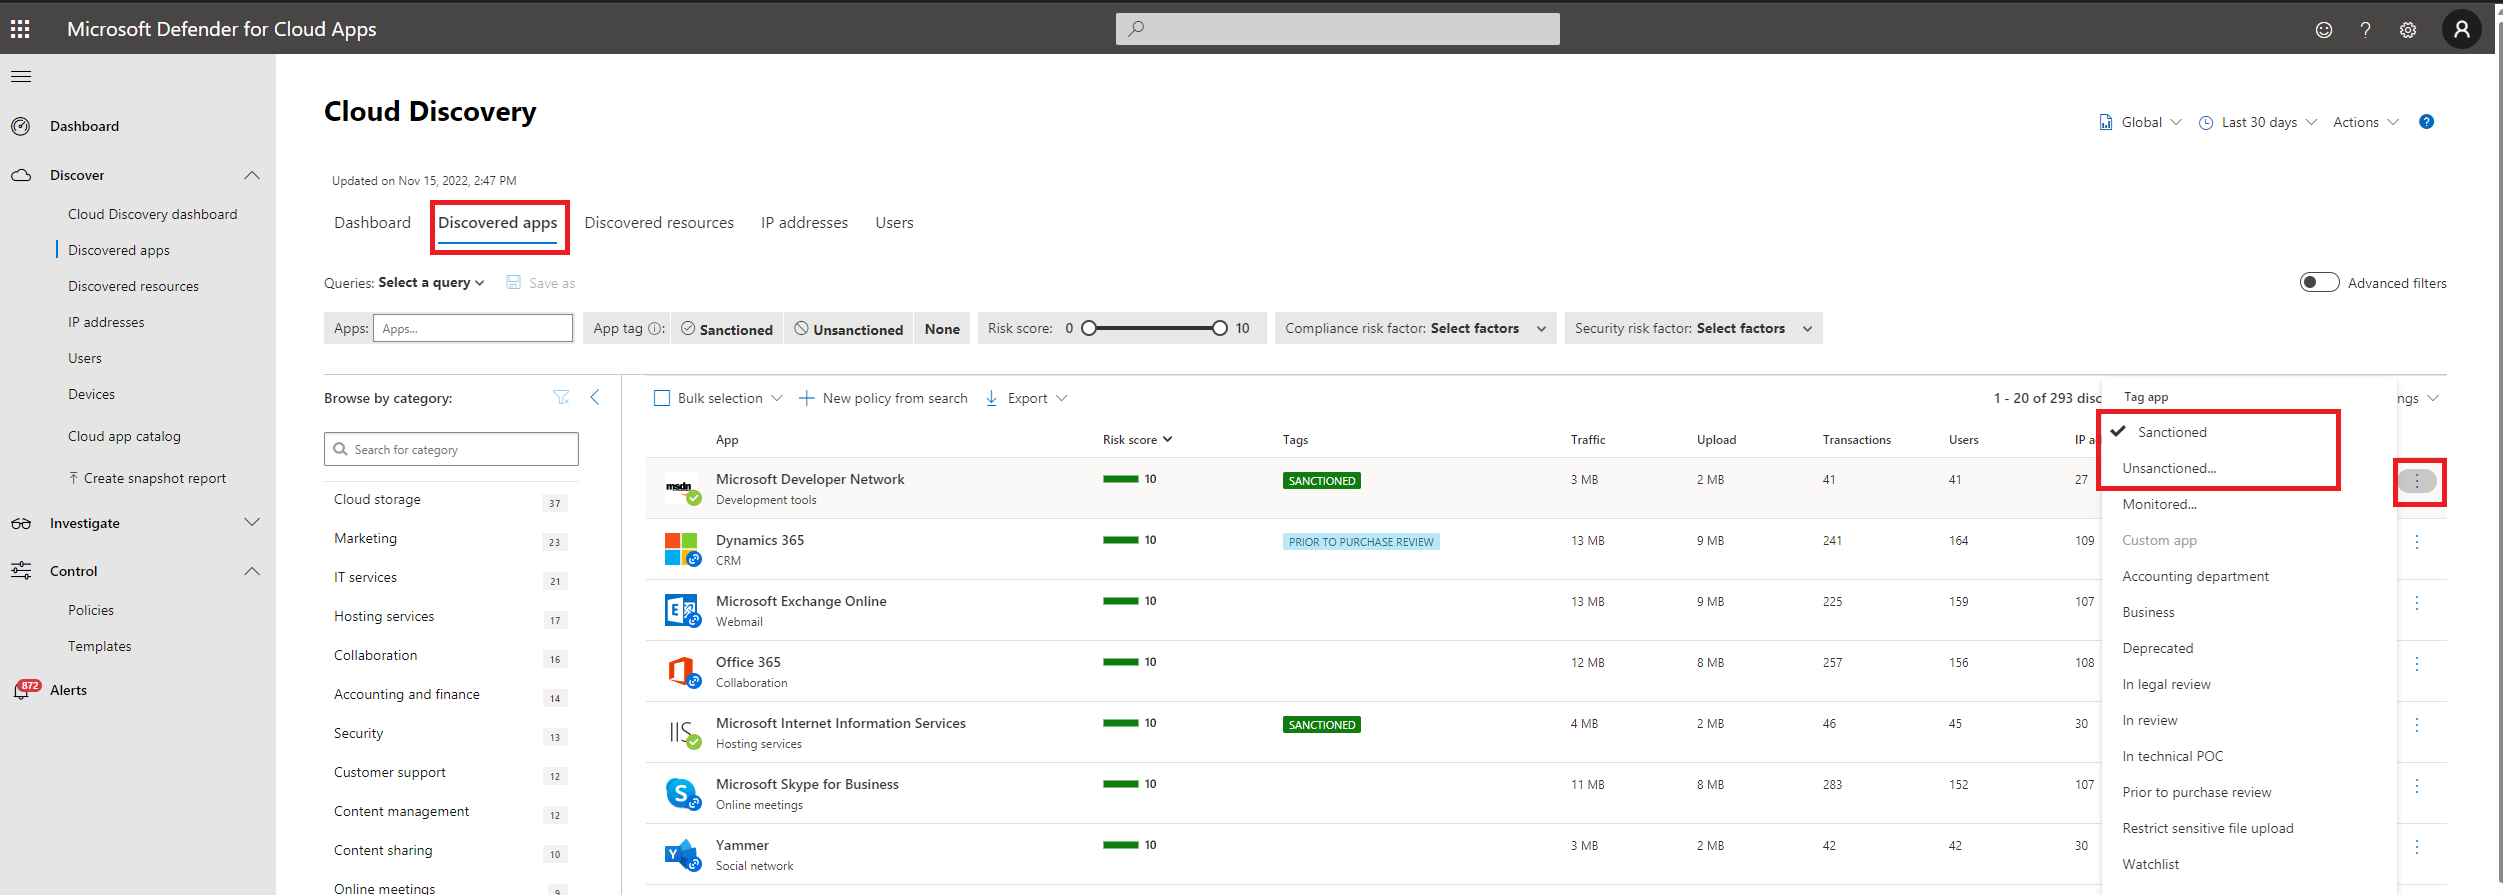 Microsoft Defender for Cloud Apps
?
Dashboard
Discover
Cloud Discovery dashboard
Discovered apps
Discovered resources
IP addresses
Users
Devices
Cloud app catalog
Create snapshot report
Investigate
Control
Policies
Templates
872
Alerts
Cloud Discovery
Global
Last 30 days
Actions
?
Updated on Nov 15, 2022, 2:47 PM
Dashboard
Discovered apps
Discovered resources
IP addresses
Users
Queries: Select a query
Save as
Advanced filters
Apps: Apps...
App tag : Sanctioned Unsanctioned None
Risk score: 0 10
Compliance risk factor: Select factors
Security risk factor: Select factors
Browse by category:
Search for category
Cloud storage 37
Marketing 23
IT services 21
Hosting services 17
Collaboration 16
Accounting and finance 14
Security 13
Customer support 12
Content management 12
Content sharing 10
Online meetings 9
Bulk selection
New policy from search
Export
1 - 20 of 293 disc
ngs
App Risk score Tags Traffic Upload Transactions Users IP a
msdn Microsoft Developer Network 10 SANCTIONED 3 MB 2 MB 41 41 27
Development tools
Dynamics 365 10 PRIOR TO PURCHASE REVIEW 13 MB 9 MB 241 164 109
CRM
E Microsoft Exchange Online 10 13 MB 9 MB 225 159 107
Webmail
Office 365 10 12 MB 8 MB 257 156 108
Collaboration
IIS Microsoft Internet Information Services 10 SANCTIONED 4 MB 2 MB 46 45 30
Hosting services
S Microsoft Skype for Business 10 11 MB 8 MB 283 152 107
Online meetings
Y Yammer 10 3 MB 2 MB 42 42 30
Social network
Tag app
Sanctioned
Unsanctioned...
Monitored...
Custom app
Accounting department
Business
Deprecated
In legal review
In review
In technical POC
Prior to purchase review
Restrict sensitive file upload
Watchlist